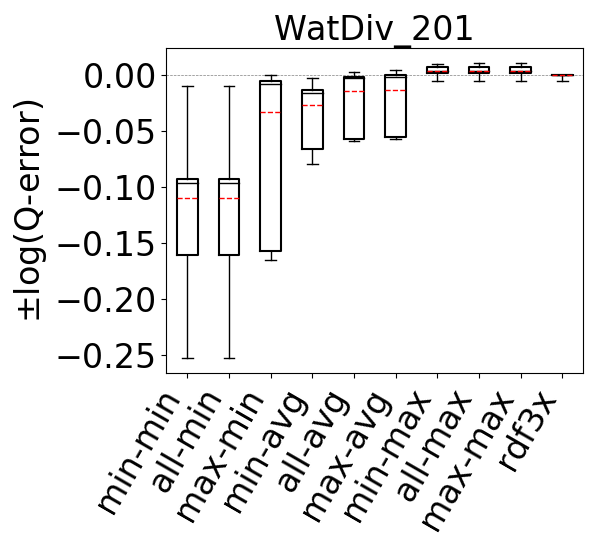 WatDiv_201
±log(Q-error)
0.00
−0.05
−0.10
−0.15
−0.20
−0.25
min-min
all-min
max-min
min-avg
all-avg
max-avg
min-max
all-max
max-max
rdf3x